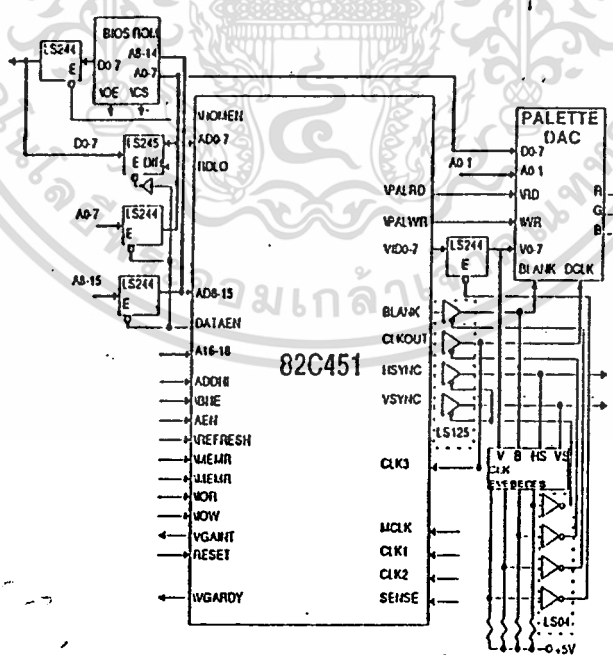 BIOS ROM
A8-14
D0-7
A0-7
\OE \CS
LS244
E
D0-7
LS245
E DIR
A0-7
LS244
E
A8-15
LS244
E
\ROMEN
AD0-7
RDLO
AD8-15
DATAEN
A16-18
ADDHI
\BHE
AEN
\REFRESH
\MEMR
\MEMR
\IOR
\IOW
VGAINT
RESET
\VGARDY
82C451
\PALRD
\PALWR
VID0-7
BLANK
CLKOUT
HSYNC
VSYNC
CLK3
MCLK
CLK1
CLK2
SENSE
LS244
E
LS125
PALETTE
DAC
D0-7
A0-1
A0 1
\RD
\WR
V0-7
BLANK DCLK
R
G
B
V B HS VS
CLK
LS04
+5V